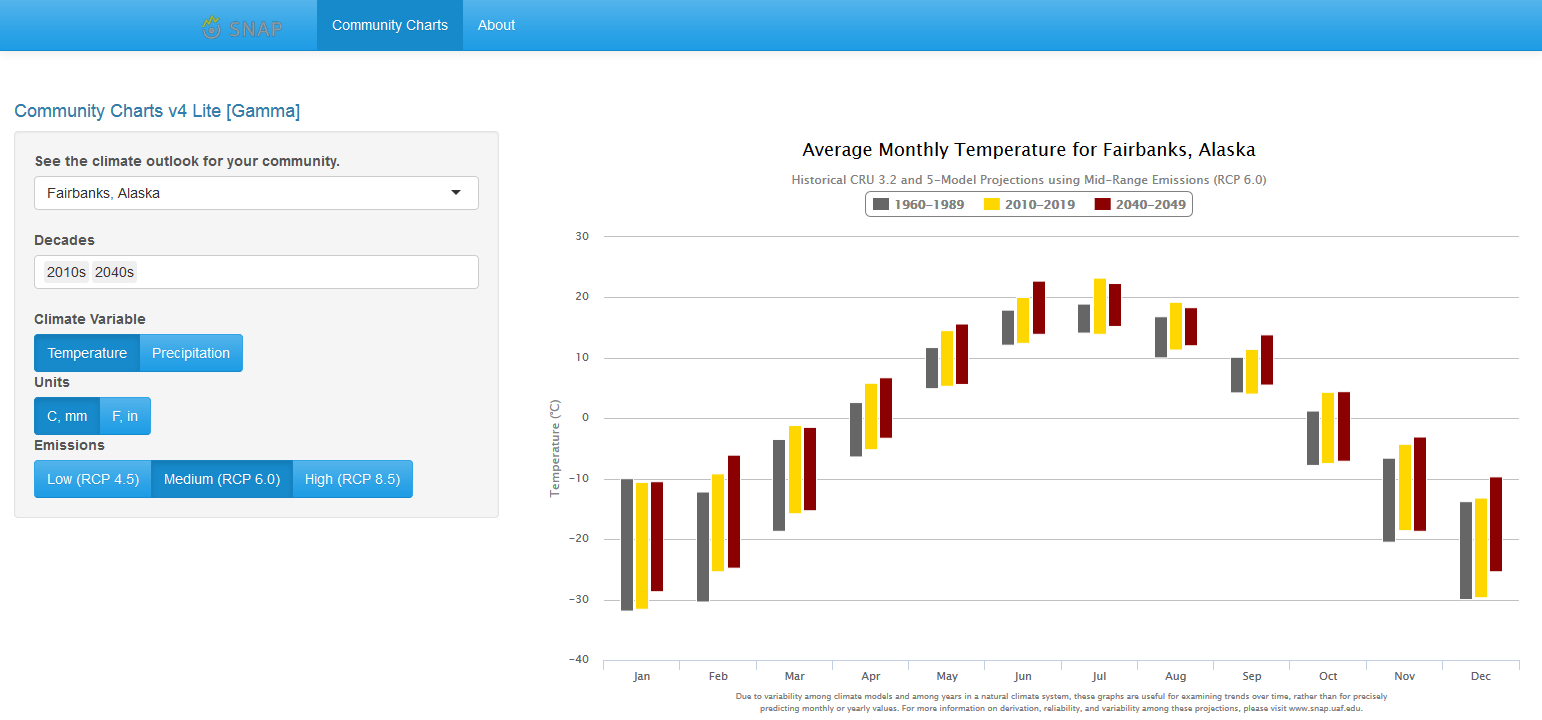 SNAP Community Charts About
Community Charts v4 Lite [Gamma]
See the climate outlook for your community.
Fairbanks, Alaska
Decades
2010s 2040s
Climate Variable
Temperature Precipitation
Units
C, mm F, in
Emissions
Low (RCP 4.5) Medium (RCP 6.0) High (RCP 8.5)
Average Monthly Temperature for Fairbanks, Alaska
Historical CRU 3.2 and 5-Model Projections using Mid-Range Emissions (RCP 6.0)
1960-1989 2010-2019 2040-2049
Temperature (°C)
30
20
10
0
-10
-20
-30
-40
Jan Feb Mar Apr May Jun Jul Aug Sep Oct Nov Dec
Due to variability among climate models and among years in a natural climate system, these graphs are useful for examining trends over time, rather than for precisely
predicting monthly or yearly values. For more information on derivation, reliability, and variability among these projections, please visit www.snap.uaf.edu.